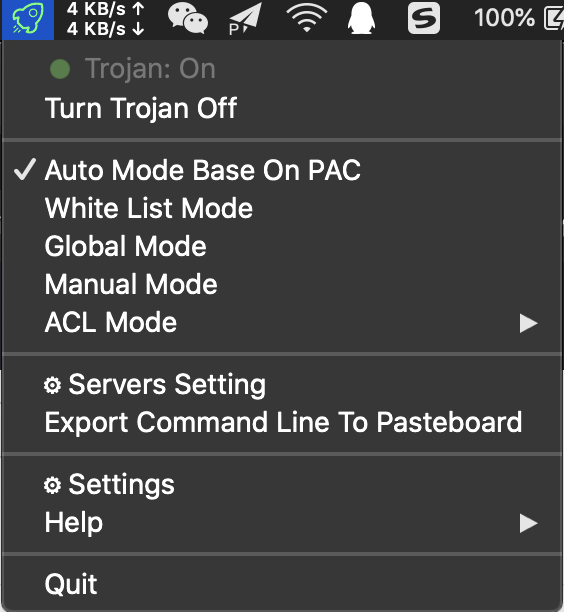 4 KB/s ↑
4 KB/s ↓
P
S
100%
Trojan: On
Turn Trojan Off
✓ Auto Mode Base On PAC
White List Mode
Global Mode
Manual Mode
ACL Mode ▶
⚙ Servers Setting
Export Command Line To Pasteboard
⚙ Settings
Help ▶
Quit